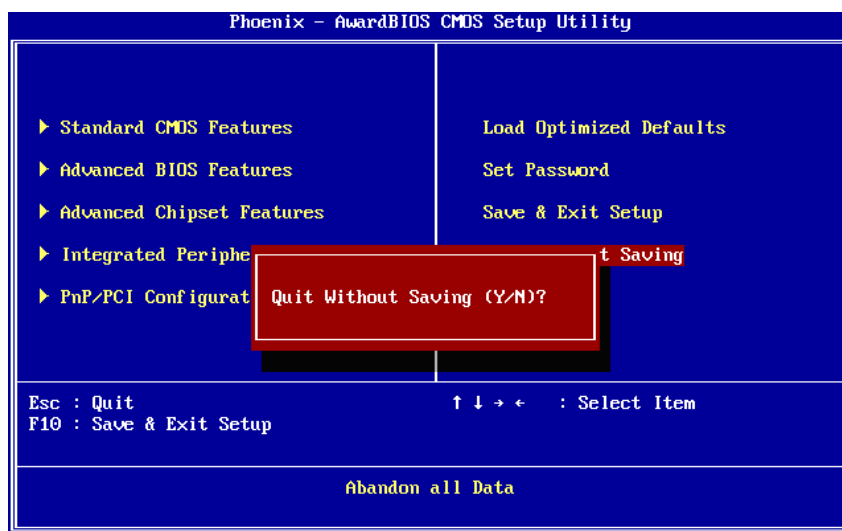 Phoenix - AwardBIOS CMOS Setup Utility
Standard CMOS Features
Advanced BIOS Features
Advanced Chipset Features
Integrated Periphe
PnP/PCI Configurat
Load Optimized Defaults
Set Password
Save & Exit Setup
t Saving
Quit Without Saving (Y/N)?
Esc : Quit
F10 : Save & Exit Setup
↑ ↓ → ← : Select Item
Abandon all Data